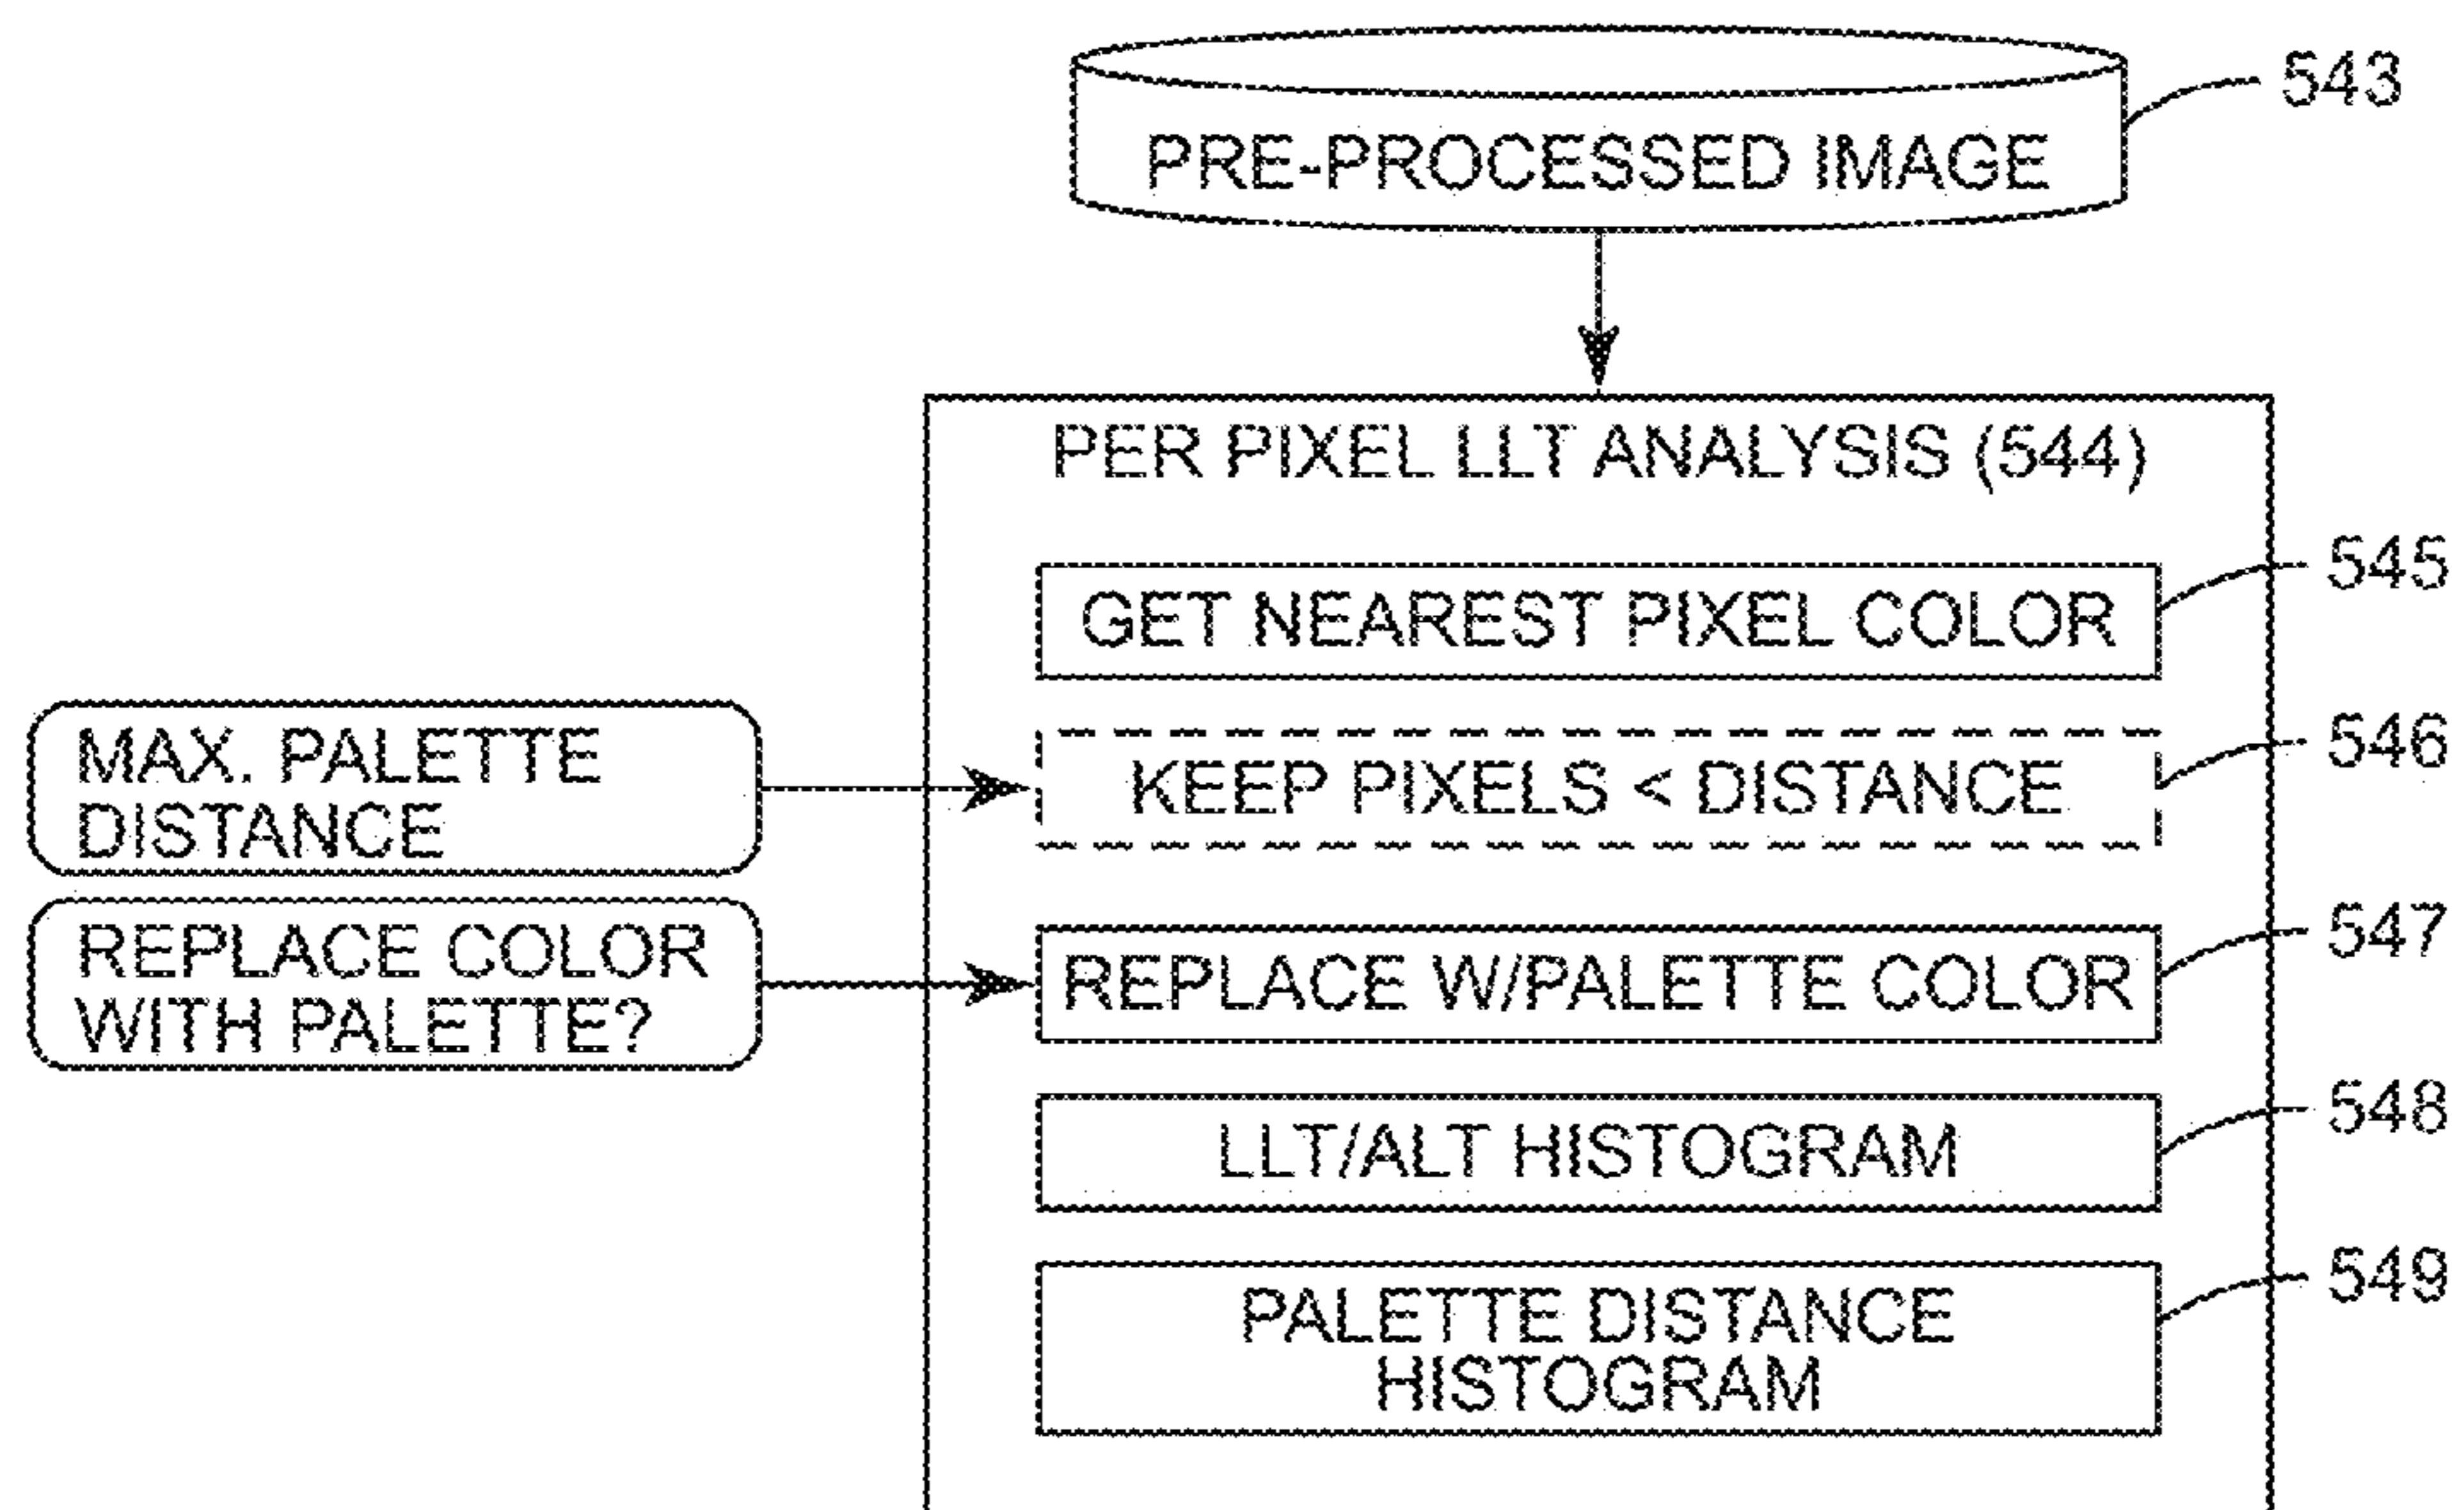 543
PRE-PROCESSED IMAGE
PER PIXEL LLT ANALYSIS (544)
545
GET NEAREST PIXEL COLOR
546
MAX. PALETTE
DISTANCE
KEEP PIXELS < DISTANCE
547
REPLACE COLOR
WITH PALETTE?
REPLACE W/PALETTE COLOR
548
LLT/ALT HISTOGRAM
549
PALETTE DISTANCE
HISTOGRAM